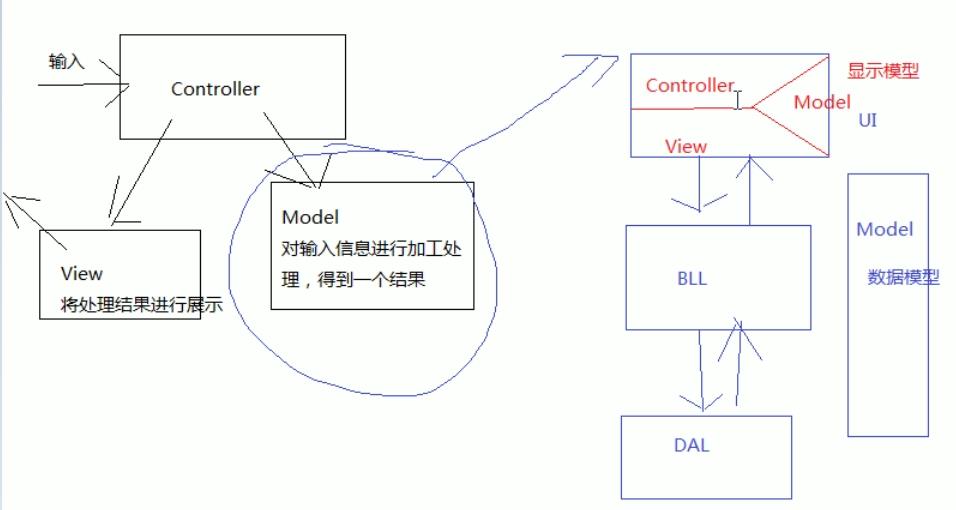 输入
Controller
Model
对输入信息进行加工处
理，得到一个结果
View
将处理结果进行展示
Controller
显示模型
Model
UI
View
BLL
Model
数据模型
DAL